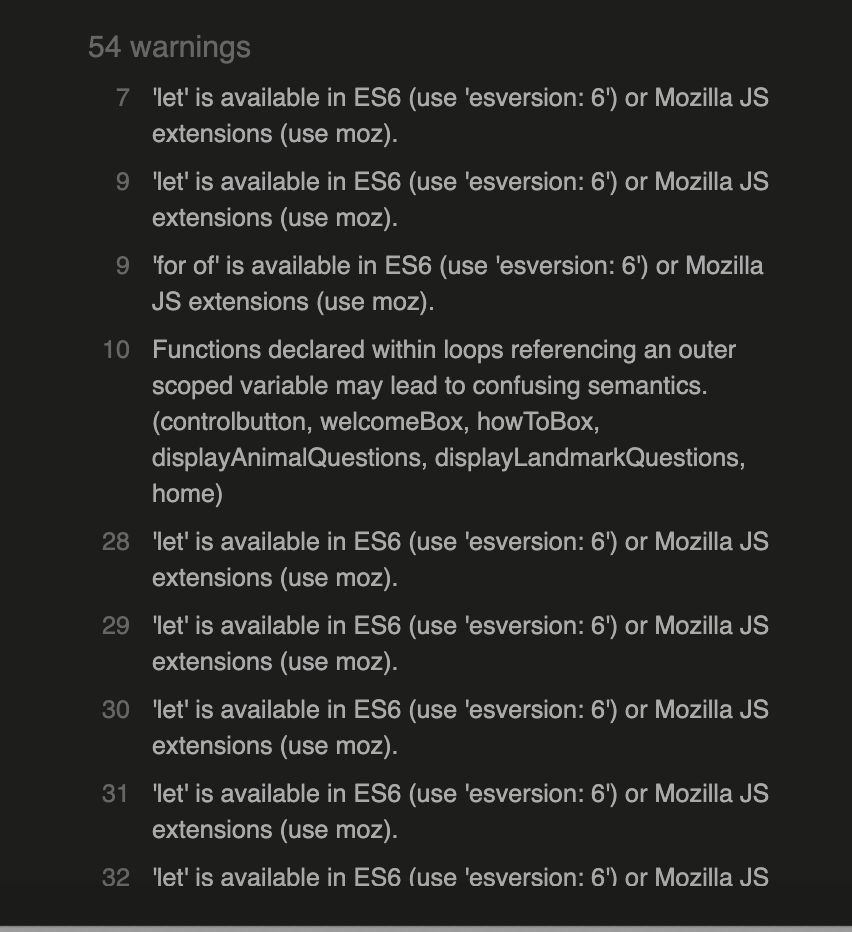 54 warnings
7 'let' is available in ES6 (use 'esversion: 6') or Mozilla JS
extensions (use moz).
9 'let' is available in ES6 (use 'esversion: 6') or Mozilla JS
extensions (use moz).
9 'for of' is available in ES6 (use 'esversion: 6') or Mozilla
JS extensions (use moz).
10 Functions declared within loops referencing an outer
scoped variable may lead to confusing semantics.
(controlbutton, welcomeBox, howToBox,
displayAnimalQuestions, displayLandmarkQuestions,
home)
28 'let' is available in ES6 (use 'esversion: 6') or Mozilla JS
extensions (use moz).
29 'let' is available in ES6 (use 'esversion: 6') or Mozilla JS
extensions (use moz).
30 'let' is available in ES6 (use 'esversion: 6') or Mozilla JS
extensions (use moz).
31 'let' is available in ES6 (use 'esversion: 6') or Mozilla JS
extensions (use moz).
32 'let' is available in ES6 (use 'esversion: 6') or Mozilla JS